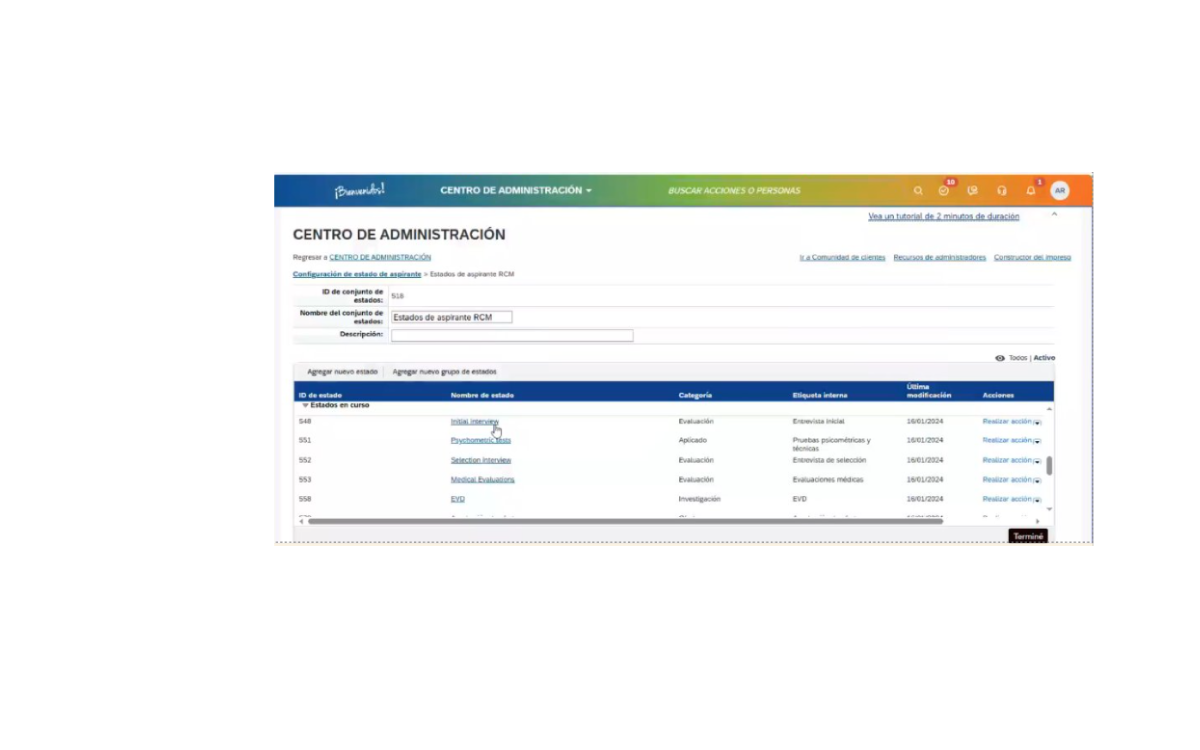 ¡Bienvenidos! CENTRO DE ADMINISTRACIÓN BUSCAR ACCIONES O PERSONAS 10 1 AR
Vea un tutorial de 2 minutos de duración
CENTRO DE ADMINISTRACIÓN
Regresar a CENTRO DE ADMINISTRACIÓN Ir a Comunidad de clientes Recursos de administradores Constructor del impreso
Configuración de estado de aspirante > Estados de aspirante RCM
ID de conjunto de estados: 516
Nombre del conjunto de estados: Estados de aspirante RCM
Descripción:
Todos | Activo
Agregar nuevo estado Agregar nuevo grupo de estados
ID de estado Nombre de estado Categoría Etiqueta interna Última modificación Acciones
Estados en curso
548 Initial Interview Evaluación Entrevista inicial 16/01/2024 Realizar acción
551 Psychometric tests Aplicado Pruebas psicométricas y técnicas 16/01/2024 Realizar acción
552 Selection Interview Evaluación Entrevista de selección 16/01/2024 Realizar acción
553 Medical Evaluations Evaluación Evaluaciones médicas 16/01/2024 Realizar acción
558 EVD Investigación EVD 16/01/2024 Realizar acción
Terminé